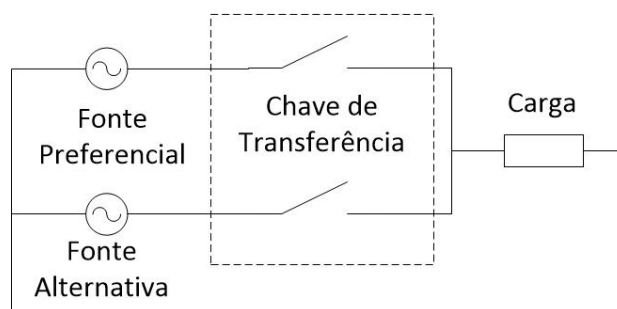 Fonte
Preferencial
Chave de
Transferência
Carga
Fonte
Alternativa